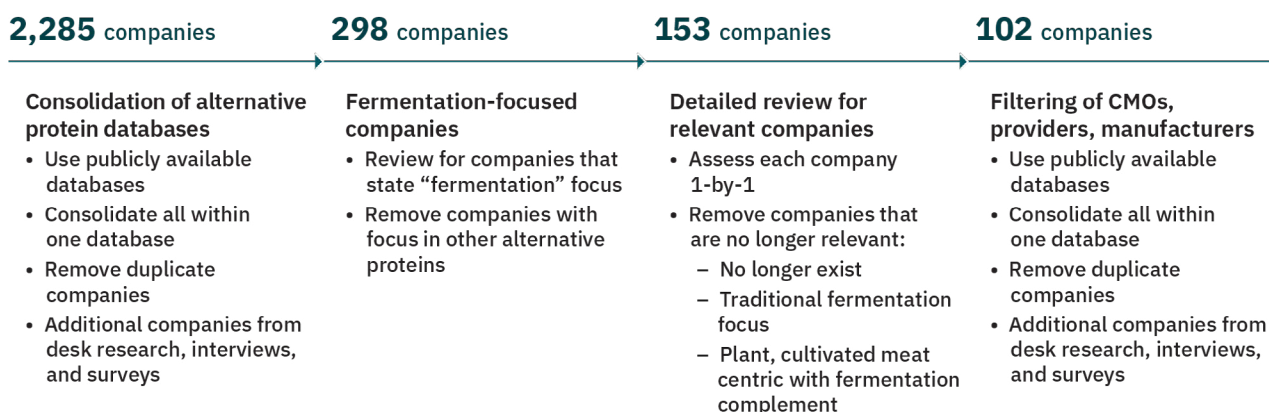 2,285 companies
Consolidation of alternative
protein databases
• Use publicly available
databases
• Consolidate all within
one database
• Remove duplicate
companies
• Additional companies from
desk research, interviews,
and surveys
298 companies
Fermentation-focused
companies
• Review for companies that
state “fermentation” focus
• Remove companies with
focus in other alternative
proteins
153 companies
Detailed review for
relevant companies
• Assess each company
1-by-1
• Remove companies that
are no longer relevant:
– No longer exist
– Traditional fermentation
focus
– Plant, cultivated meat
centric with fermentation
complement
102 companies
Filtering of CMOs,
providers, manufacturers
• Use publicly available
databases
• Consolidate all within
one database
• Remove duplicate
companies
• Additional companies from
desk research, interviews,
and surveys